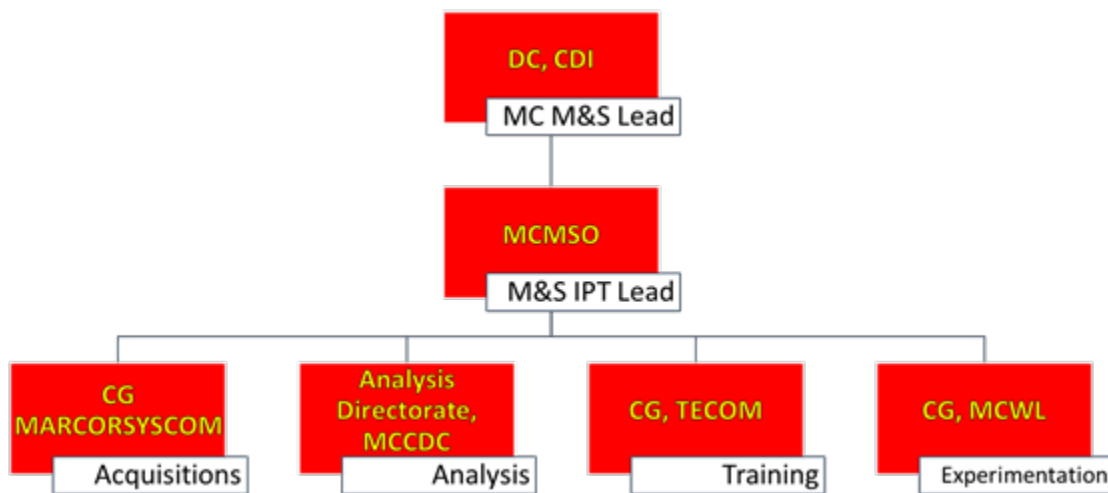 DC, CDI
MC M&S Lead
MCMSO
M&S IPT Lead
CG
MARCORSYSCOM
Acquisitions
Analysis
Directorate,
MCCDC
Analysis
CG, TECOM
Training
CG, MCWL
Experimentation